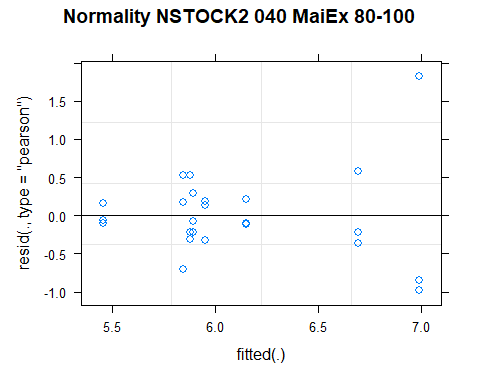 Normality NSTOCK2 040 MaiEx 80-100
resid(., type = "pearson")
1.5
1.0
0.5
0.0
-0.5
-1.0
5.5 6.0 6.5 7.0
fitted(.)